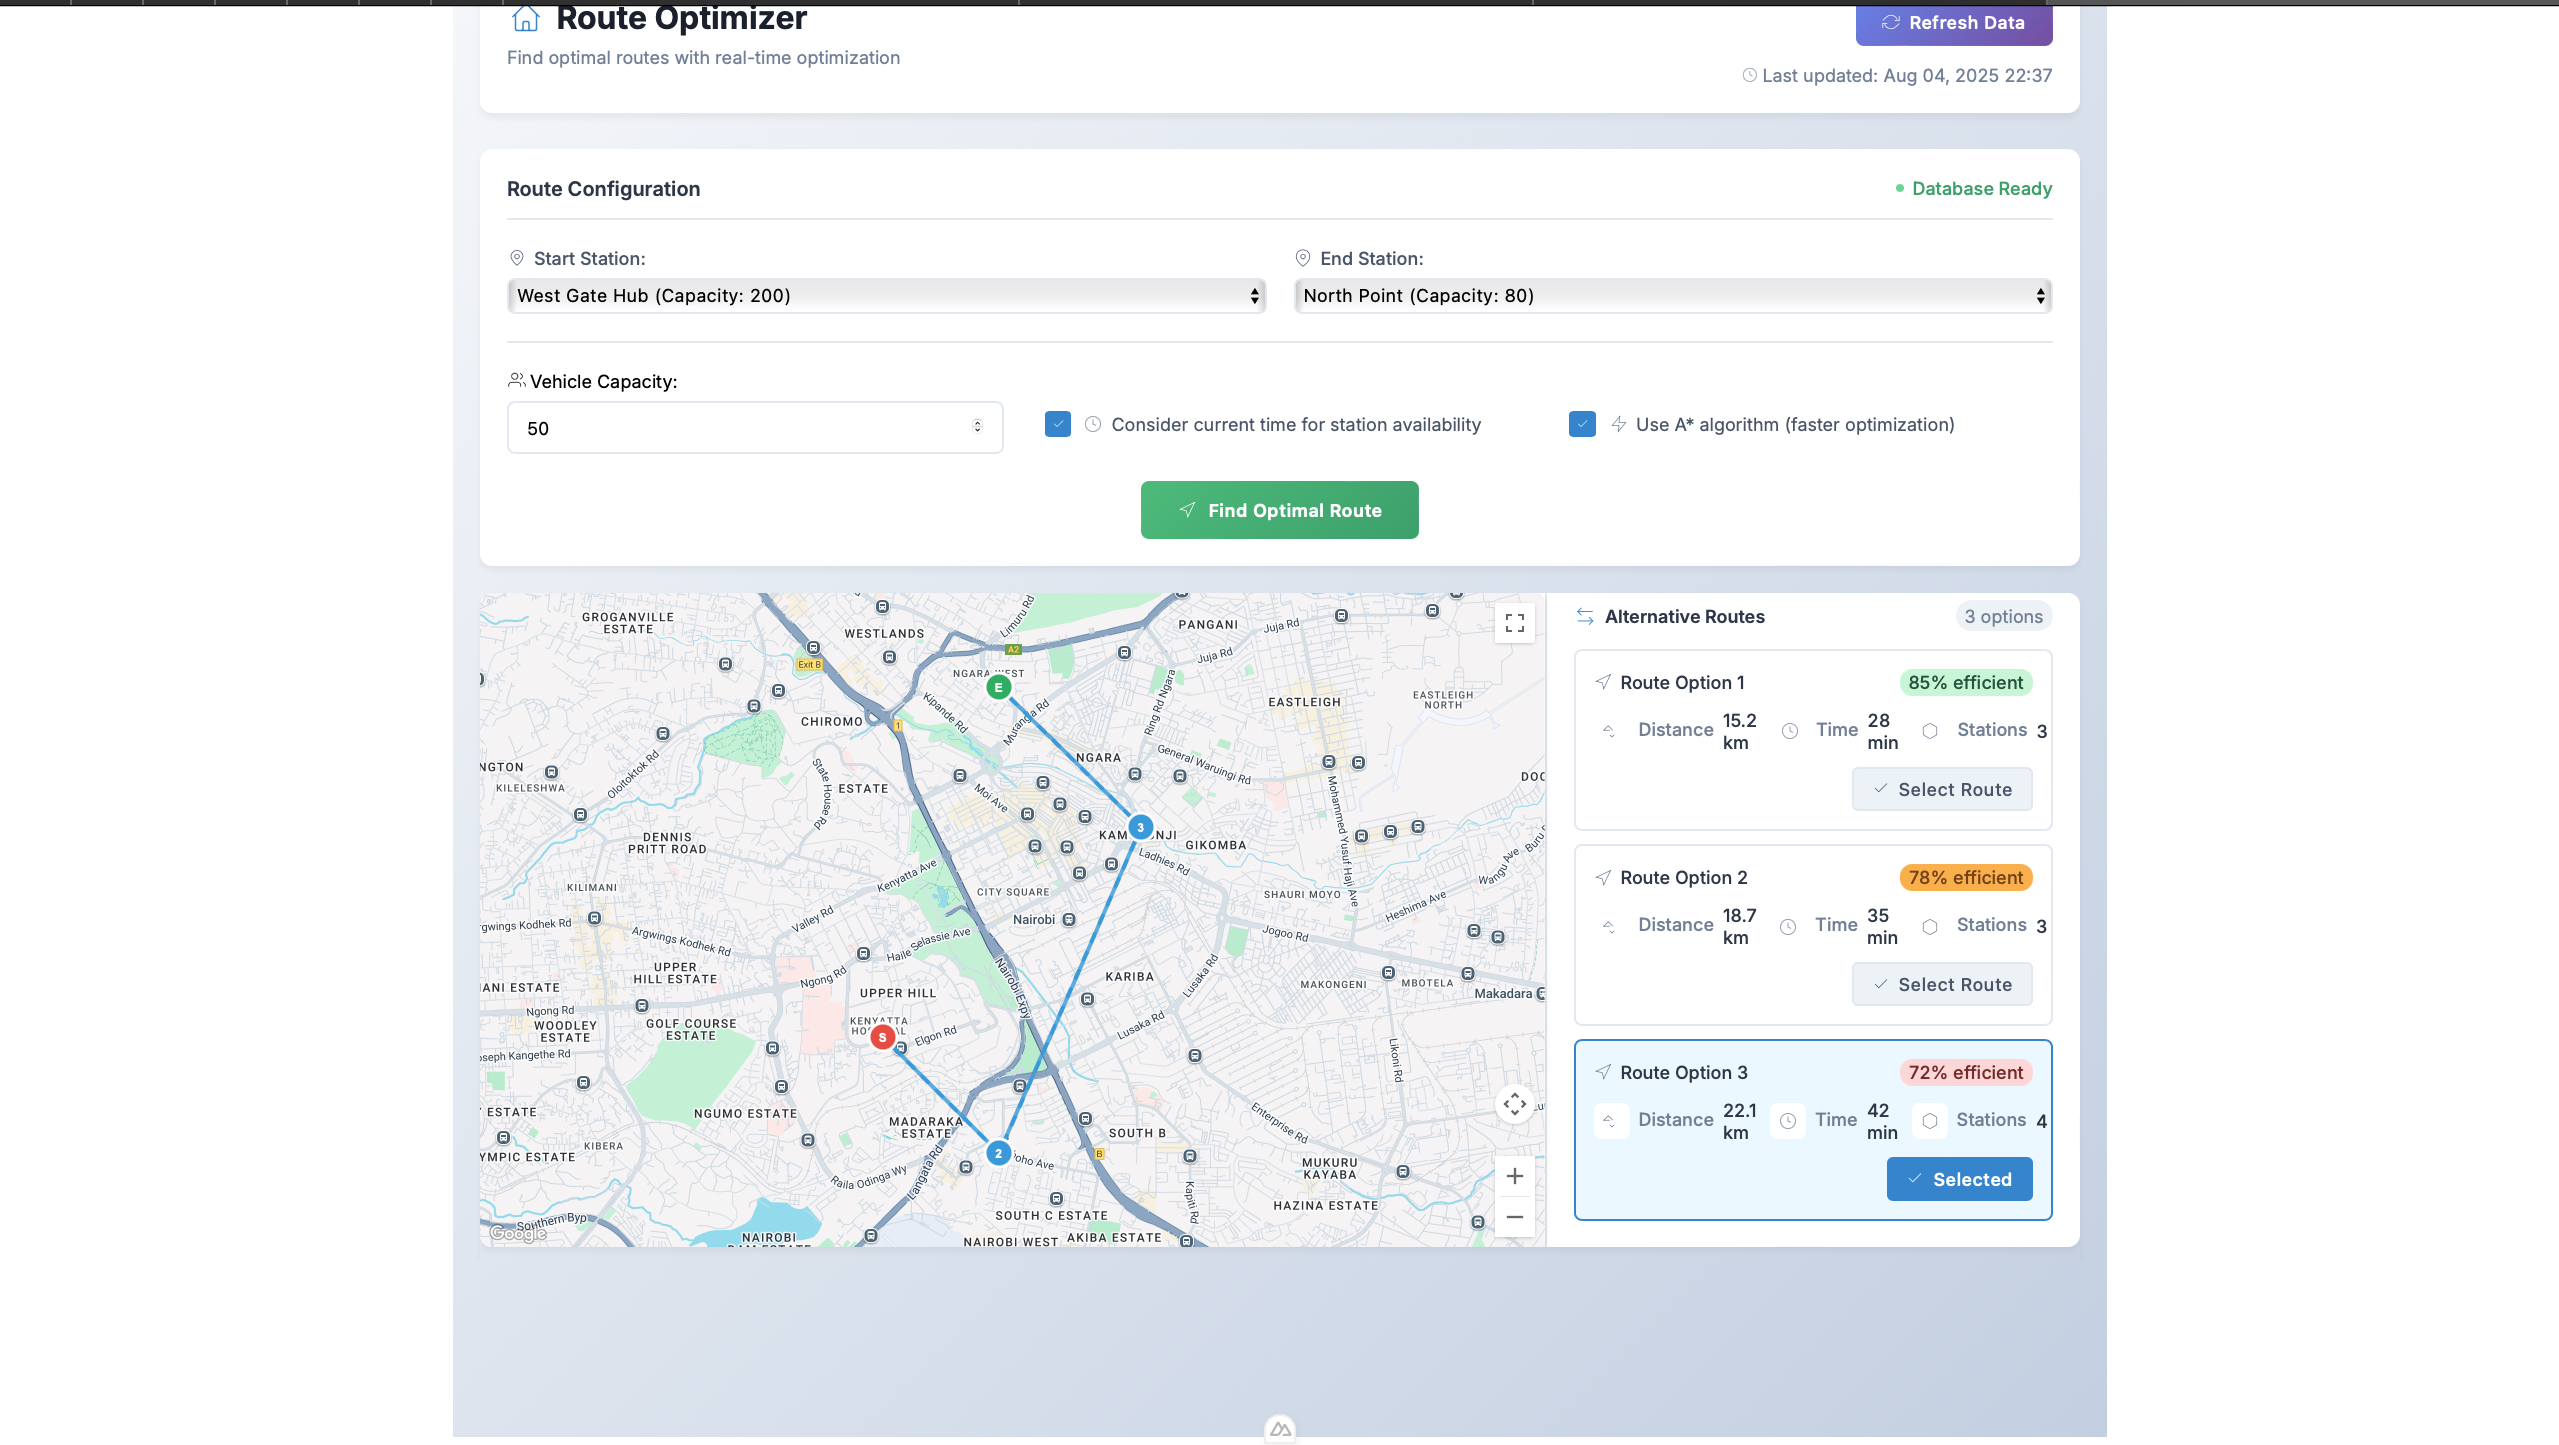 Route Optimizer
Find optimal routes with real-time optimization
Refresh Data
Last updated: Aug 04, 2025 22:37
Route Configuration
Database Ready
Start Station:
West Gate Hub (Capacity: 200)
End Station:
North Point (Capacity: 80)
Vehicle Capacity:
50
Consider current time for station availability
Use A* algorithm (faster optimization)
Find Optimal Route
GROGANVILLE
ESTATE
WESTLANDS
Limuru Rd
PANGANI
Juja Rd
Exit B
A2
Juja Rd
NGARA WEST
E
Kipande Rd
Muranga Rd
Ring Rd Ngara
EASTLEIGH
EASTLEIGH
NORTH
CHIROMO
1
NGARA
General Waruingi Rd
Oloitoktok Rd
NGTON
KILELESHWA
State House Rd
ESTATE
Moi Ave
Mohammed Yusuf Haji Ave
DOC
DENNIS
PRITT ROAD
3
GIKOMBA
Ladhies Rd
Kenyatta Ave
CITY SQUARE
KILIMANI
SHAURI MOYO
Wangu Ave
Heshima Ave
Nairobi
Valley Rd
rgwings Kodhek Rd
Argwings Kodhek Rd
Haile Selassie Ave
Jogoo Rd
UPPER
HILL ESTATE
Ngong Rd
Nairobi Expy
KARIBA
Lusaka Rd
MAKONGENI
MBOTELA
Makadara
ANI ESTATE
UPPER HILL
Ngong Rd
WOODLEY
ESTATE
GOLF COURSE
ESTATE
KENYATTA
S
Elgon Rd
Lusaka Rd
Likoni Rd
oseph Kangethe Rd
ESTATE
NGUMO ESTATE
MADARAKA
ESTATE
SOUTH B
Enterprise Rd
KIBERA
YMPIC ESTATE
2
B
Raila Odinga Wy
Langata Rd
Kapiti Rd
MUKURU
KAYABA
HAZINA ESTATE
Southern Byp
SOUTH C ESTATE
NAIROBI
NAIROBI WEST
AKIBA ESTATE
Google
Alternative Routes
3 options
Route Option 1
85% efficient
Distance 15.2 km Time 28 min Stations 3
Select Route
Route Option 2
78% efficient
Distance 18.7 km Time 35 min Stations 3
Select Route
Route Option 3
72% efficient
Distance 22.1 km Time 42 min Stations 4
Selected